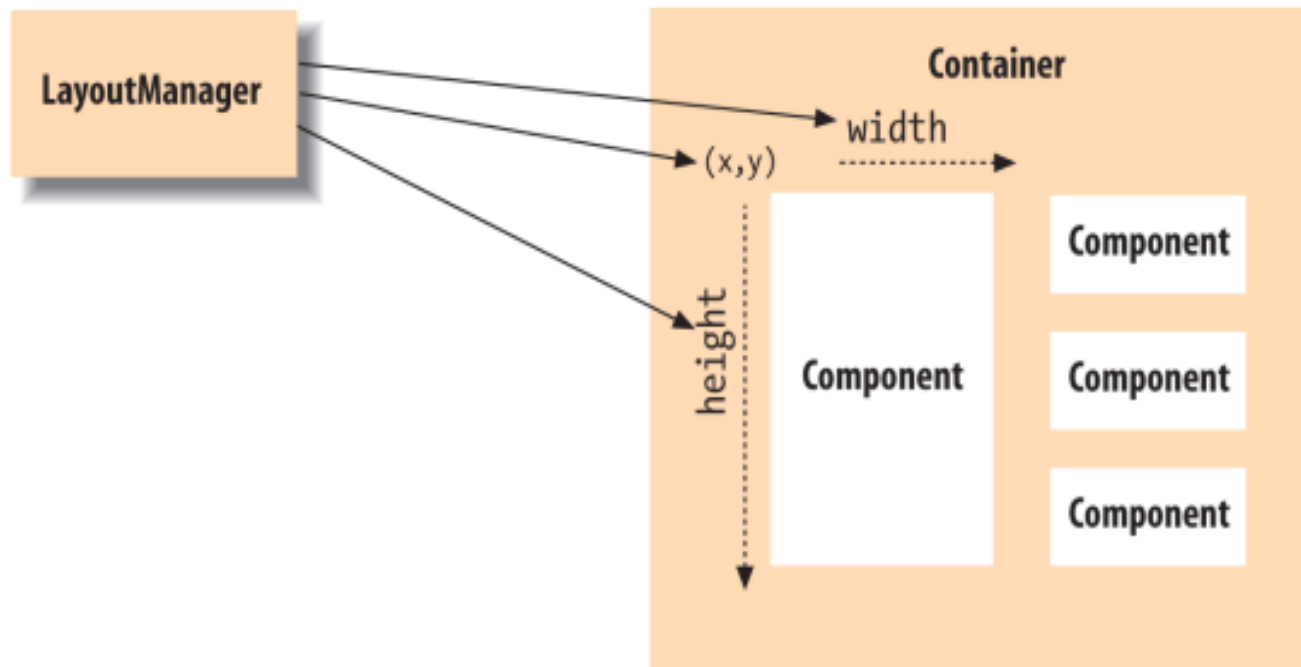 LayoutManager
Container
width
(x,y)
height
Component
Component
Component
Component